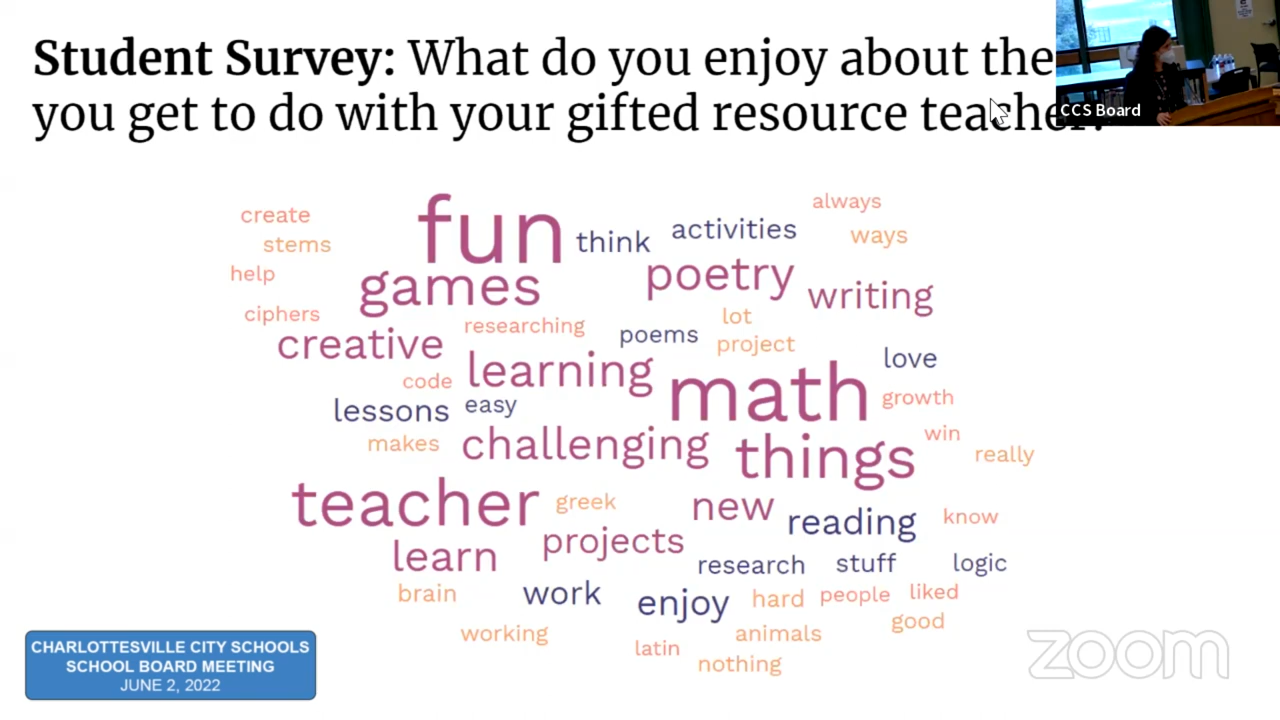 Student Survey: What do you enjoy about the
you get to do with your gifted resource teacher?
CCS Board
create
always
fun
think
activities
stems
ways
help
games
poetry
writing
ciphers
researching
poems
lot
creative
project
love
code
learning
math
growth
lessons
easy
makes
challenging
things
win
really
teacher
greek
new
reading
know
learn
projects
research
stuff
logic
brain
work
enjoy
hard
people
liked
good
working
latin
animals
nothing
CHARLOTTESVILLE CITY SCHOOLS
SCHOOL BOARD MEETING
JUNE 2, 2022
zoom